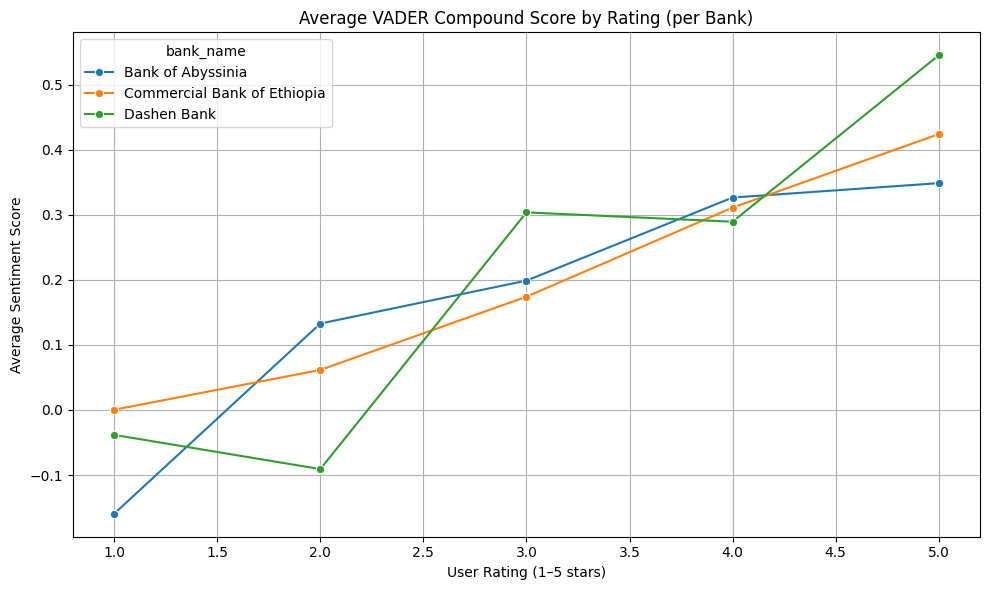 Average VADER Compound Score by Rating (per Bank)
bank_name
Bank of Abyssinia
Commercial Bank of Ethiopia
Dashen Bank
Average Sentiment Score
0.5
0.4
0.3
0.2
0.1
0.0
−0.1
1.0 1.5 2.0 2.5 3.0 3.5 4.0 4.5 5.0
User Rating (1–5 stars)